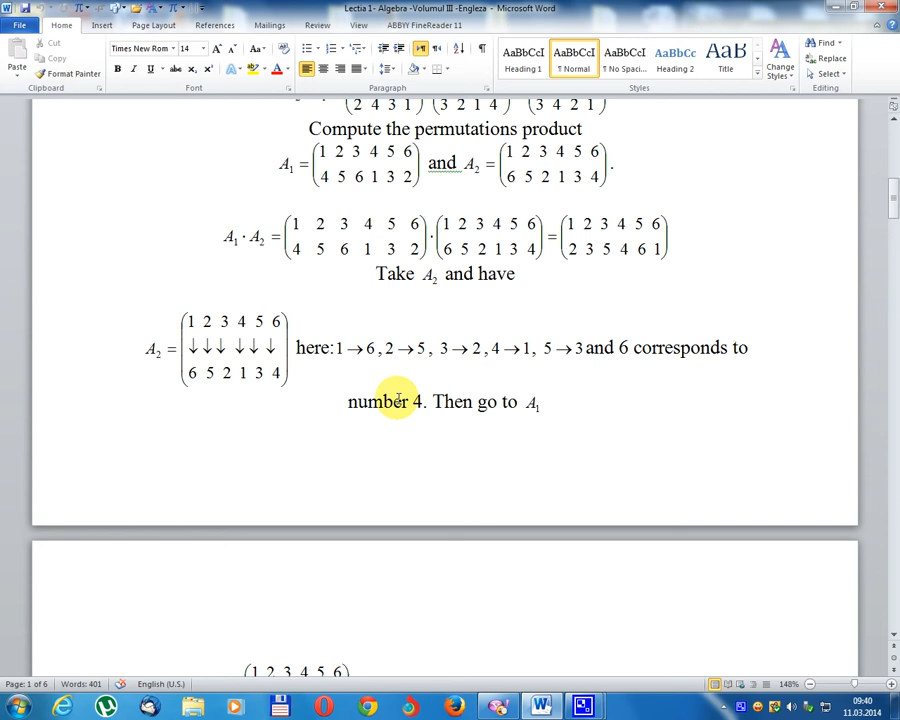 Lectia 1- Algebra -Volumul III -Engleza - Microsoft Word
File Home Insert Page Layout References Mailings Review View ABBYY FineReader 11
Paste Cut Copy Format Painter Times New Rom 14 AaBbCcI Heading 1 AaBbCcI ¶ Normal AaBbCcI ¶ No Spaci... AaBbCc Heading 2 AaB Title Change Styles Find Replace Select
Clipboard Font Paragraph Styles Editing
(2 4 3 1) (3 2 1 4) (3 4 2 1)
Compute the permutations product
A₁ = (1 2 3 4 5 6 / 4 5 6 1 3 2) and A₂ = (1 2 3 4 5 6 / 6 5 2 1 3 4).
A₁ · A₂ = (1 2 3 4 5 6 / 4 5 6 1 3 2) · (1 2 3 4 5 6 / 6 5 2 1 3 4) = (1 2 3 4 5 6 / 2 3 5 4 6 1)
Take A₂ and have
A₂ = (1 2 3 4 5 6 / ↓ ↓ ↓ ↓ ↓ ↓ / 6 5 2 1 3 4) here: 1 → 6 , 2 → 5 , 3 → 2 , 4 → 1, 5 → 3 and 6 corresponds to
number 4. Then go to A₁
(1 2 3 4 5 6)
Page: 1 of 6 Words: 401 English (U.S.) 148%
09:40
11.03.2014